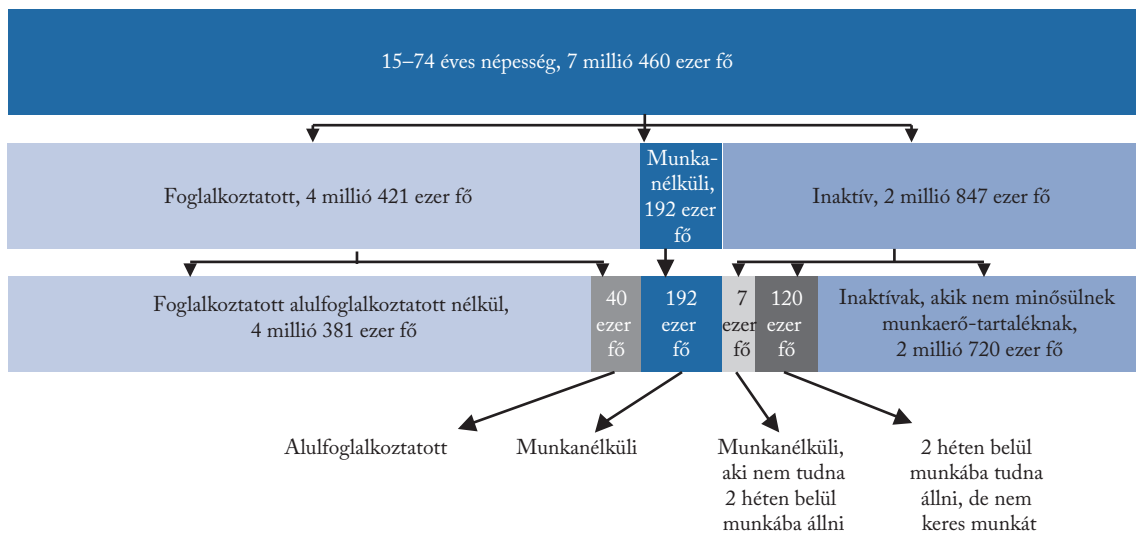 15–74 éves népesség, 7 millió 460 ezer fő
Foglalkoztatott, 4 millió 421 ezer fő
Munka-
nélküli,
192 ezer
fő
Inaktív, 2 millió 847 ezer fő
Foglalkoztatott alulfoglalkoztatott nélkül,
4 millió 381 ezer fő
40
ezer
fő
192
ezer
fő
7
ezer
fő
120
ezer
fő
Inaktívak, akik nem minősülnek
munkaerő-tartaléknak,
2 millió 720 ezer fő
Alulfoglalkoztatott
Munkanélküli
Munkanélküli,
aki nem tudna
2 héten belül
munkába állni
2 héten belül
munkába tudna
állni, de nem
keres munkát